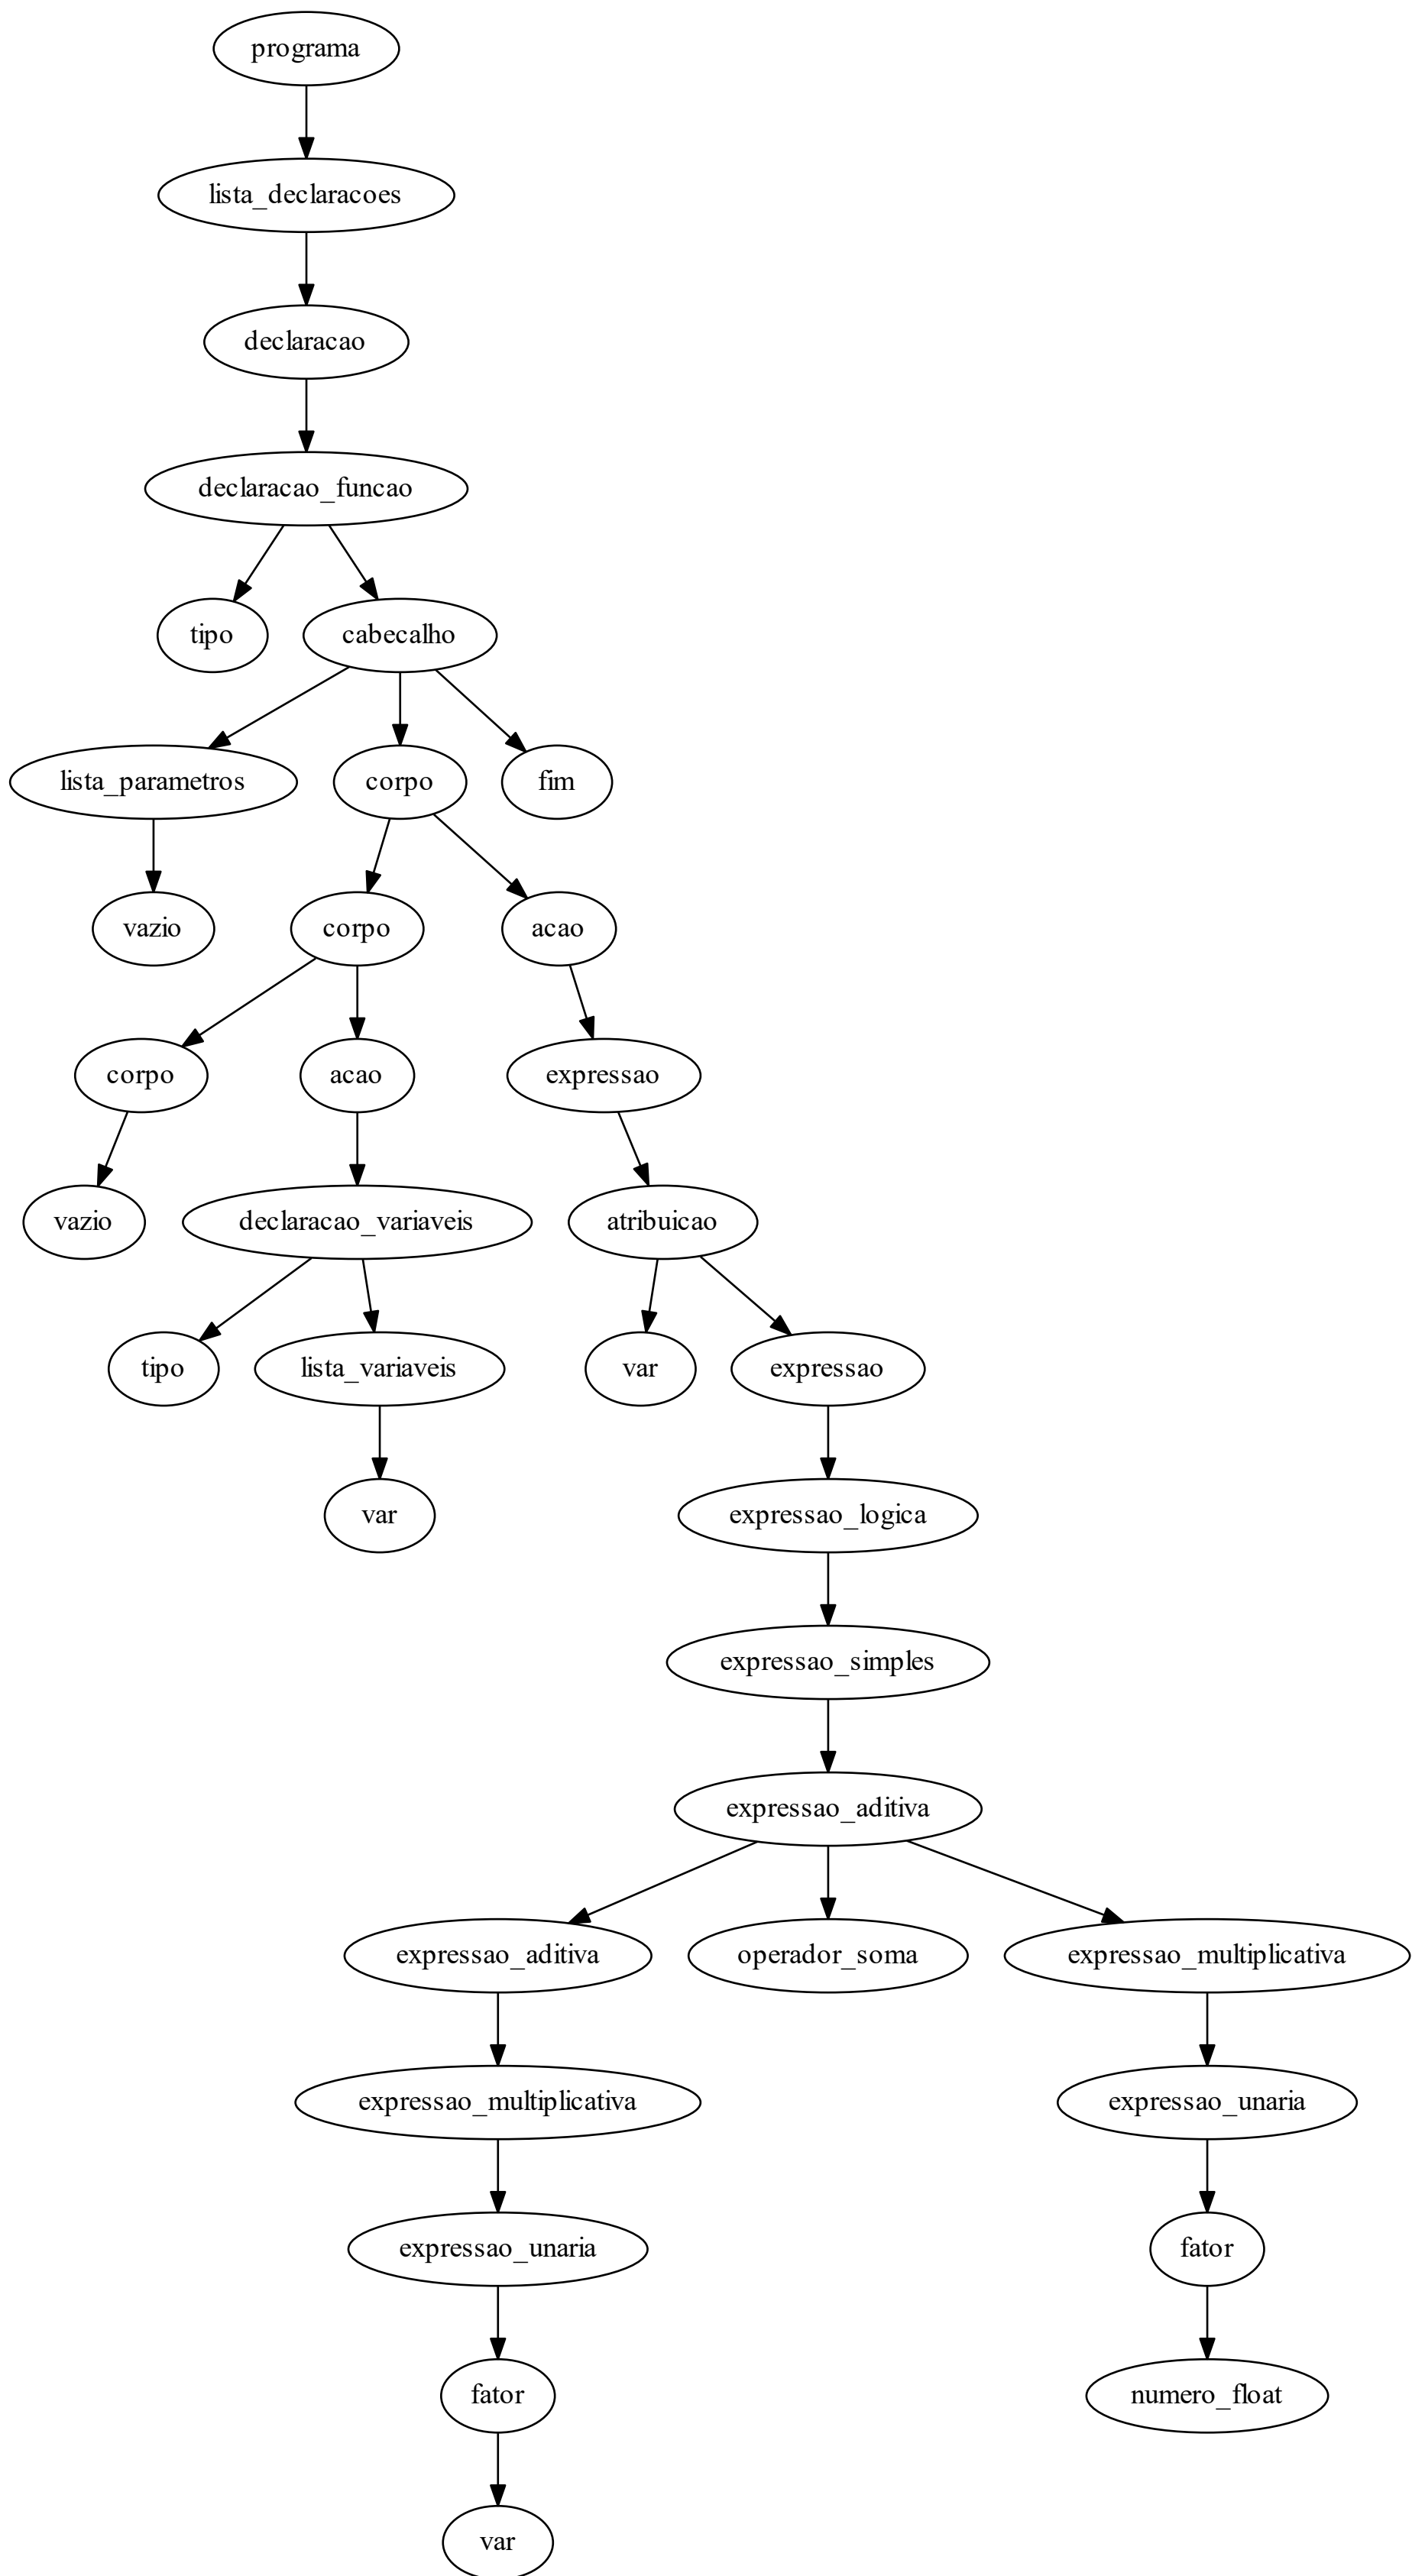 programa
lista_declaracoes
declaracao
declaracao_funcao
tipo
cabecalho
lista_parametros
corpo
fim
vazio
corpo
acao
corpo
acao
expressao
vazio
declaracao_variaveis
atribuicao
tipo
lista_variaveis
var
expressao
var
expressao_logica
expressao_simples
expressao_aditiva
expressao_aditiva
operador_soma
expressao_multiplicativa
expressao_multiplicativa
expressao_unaria
expressao_unaria
fator
fator
numero_float
var